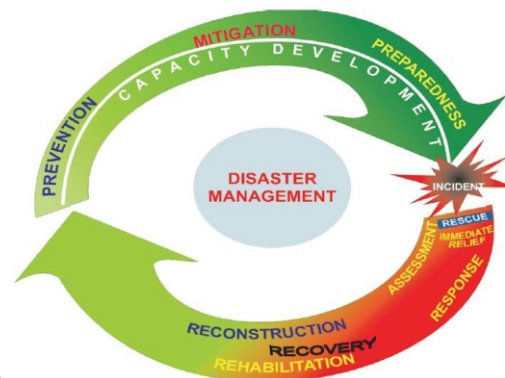 PREVENTION
MITIGATION
CAPACITY DEVELOPMENT
PREPAREDNESS
INCIDENT
DISASTER
MANAGEMENT
RESCUE
IMMEDIATE
RELIEF
ASSESSMENT
RESPONSE
RECONSTRUCTION
RECOVERY
REHABILITATION